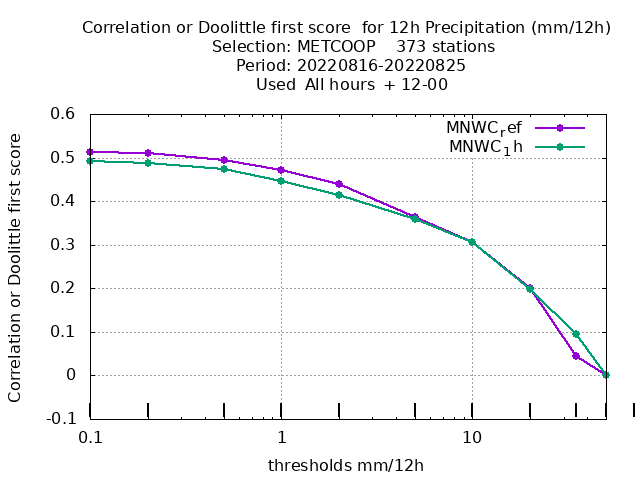 Correlation or Doolittle first score  for 12h Precipitation (mm/12h)
Selection: METCOOP    373 stations
Period: 20220816-20220825
Used  All hours  + 12-00
Correlation or Doolittle first score
0.6
0.5
0.4
0.3
0.2
0.1
0
-0.1
MNWCref
MNWC1h
0.1
1
10
thresholds mm/12h